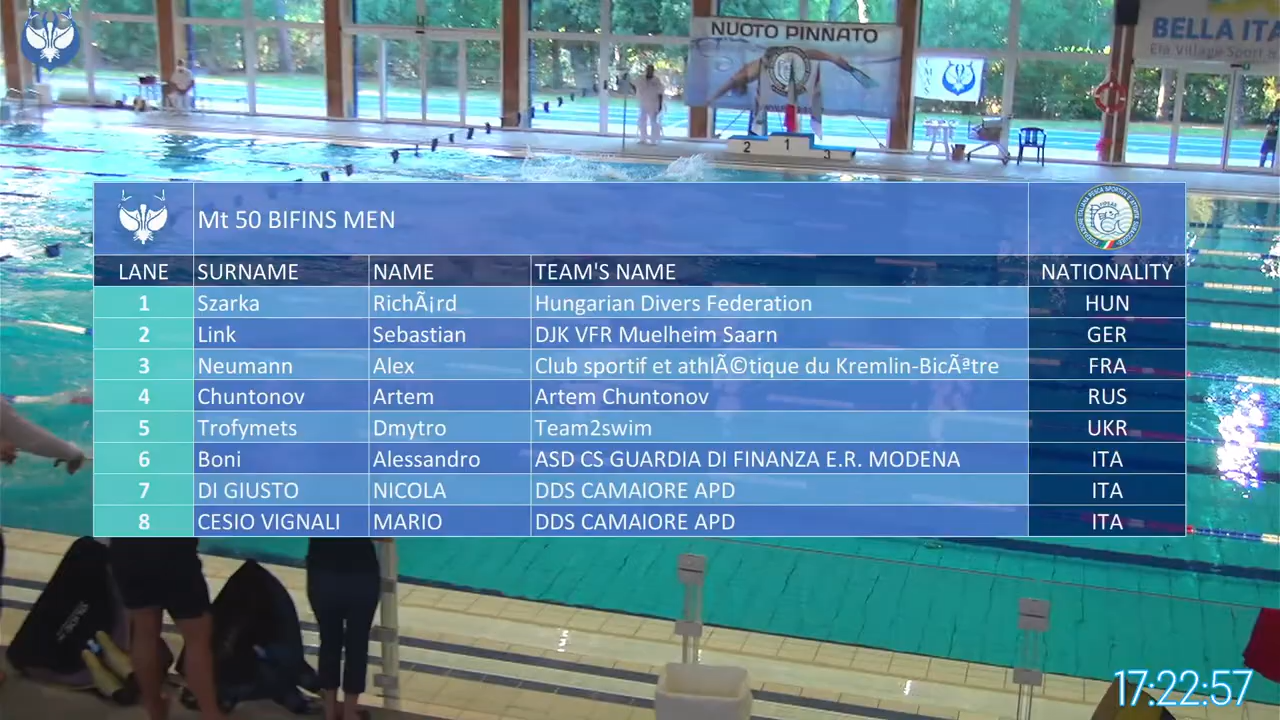 NUOTO PINNATO
BELLA ITA
Efa Village Sport &
CMAS
2 1 3
Mt 50 BIFINS MEN
LANE SURNAME NAME TEAM'S NAME NATIONALITY
1 Szarka RichÃ¡rd Hungarian Divers Federation HUN
2 Link Sebastian DJK VFR Muelheim Saarn GER
3 Neumann Alex Club sportif et athlÃ©tique du Kremlin-BicÃªtre FRA
4 Chuntonov Artem Artem Chuntonov RUS
5 Trofymets Dmytro Team2swim UKR
6 Boni Alessandro ASD CS GUARDIA DI FINANZA E.R. MODENA ITA
7 DI GIUSTO NICOLA DDS CAMAIORE APD ITA
8 CESIO VIGNALI MARIO DDS CAMAIORE APD ITA
17:22:57